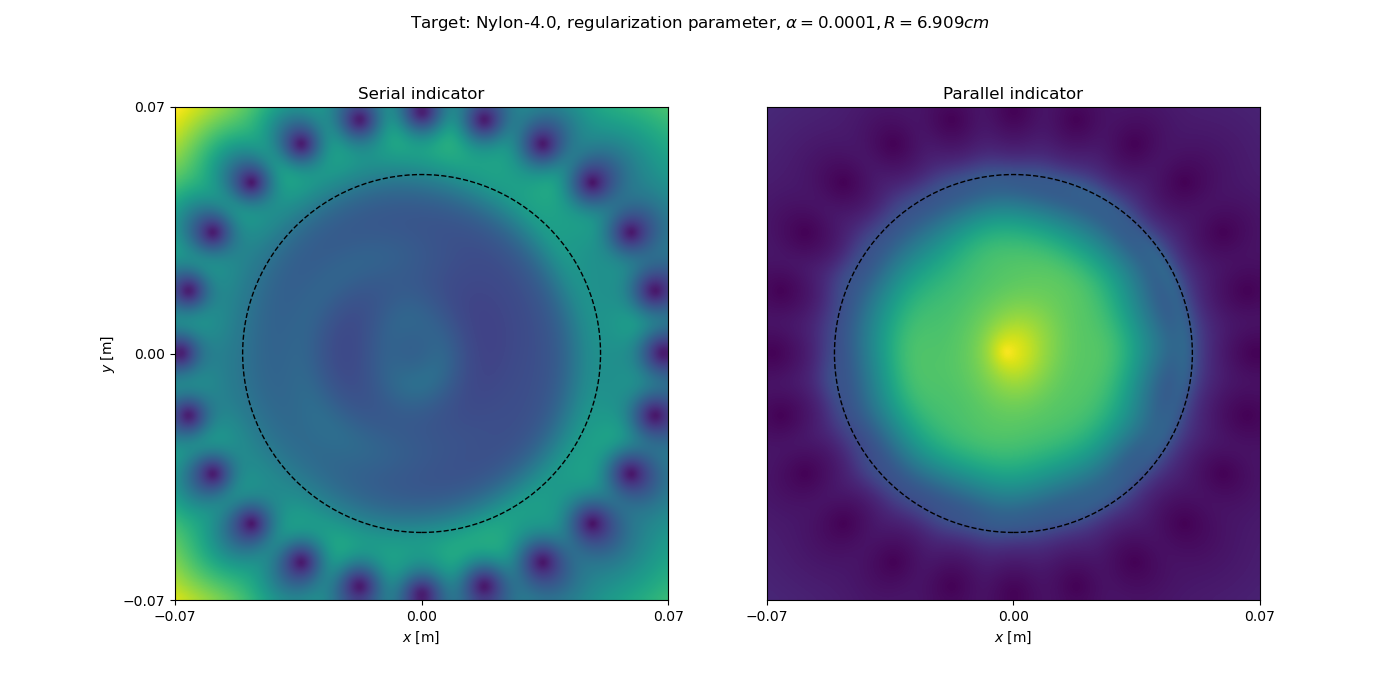 Target: Nylon-4.0, regularization parameter, α = 0.0001, R = 6.909cm
Serial indicator
Parallel indicator
0.07
0.00
−0.07
y [m]
−0.07
0.00
0.07
x [m]
−0.07
0.00
0.07
x [m]